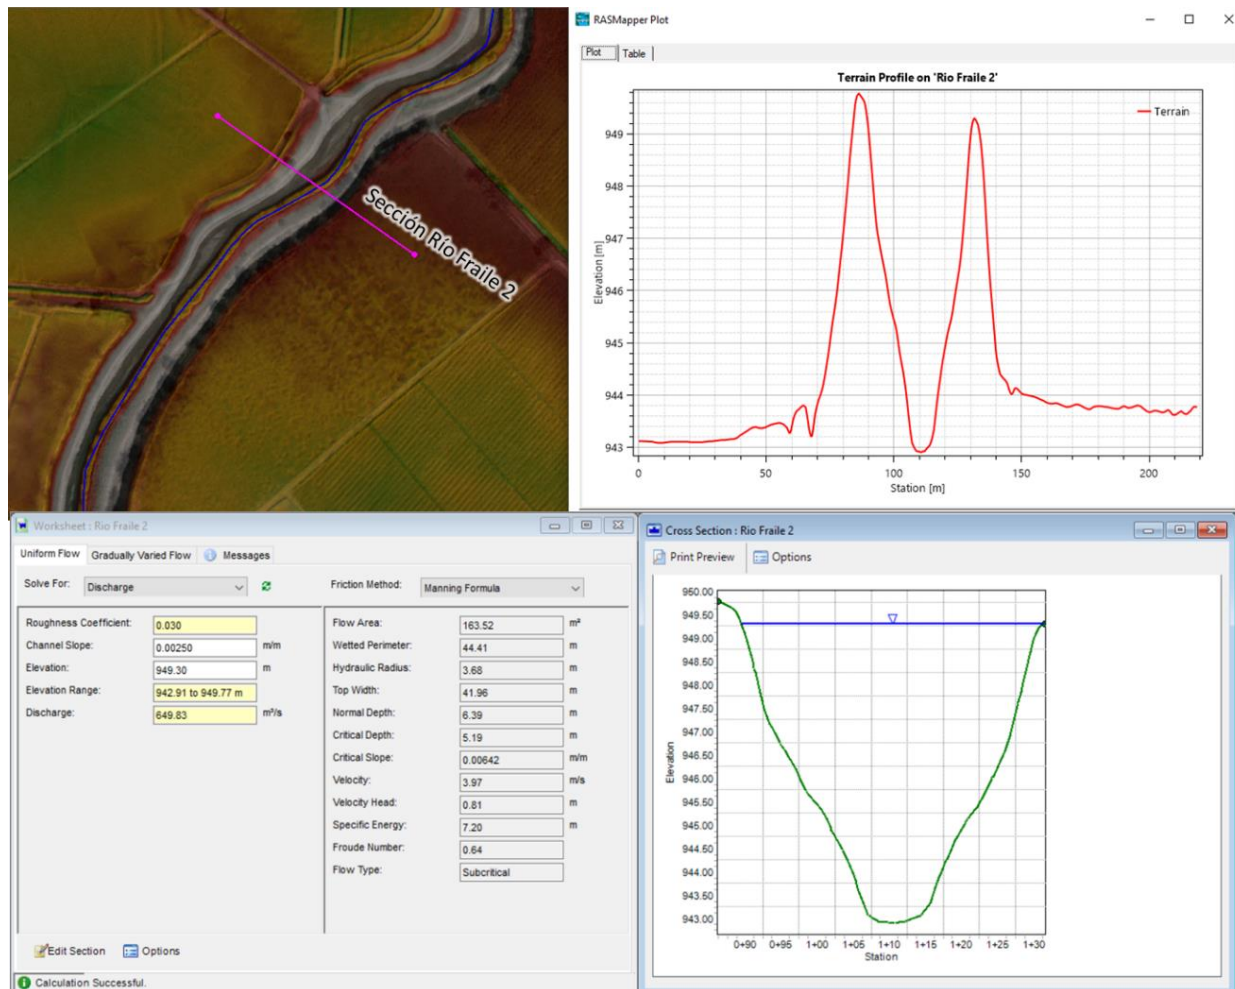 Sección Río Fraile 2
RASMapper Plot
Plot Table
Terrain Profile on 'Rio Fraile 2'
Terrain
949
948
947
946
945
944
943
Elevation [m]
0 50 100 150 200
Station [m]
Worksheet : Rio Fraile 2
Uniform Flow Gradually Varied Flow Messages
Solve For: Discharge Friction Method: Manning Formula
Roughness Coefficient: 0.030
Channel Slope: 0.00250 m/m
Elevation: 949.30 m
Elevation Range: 942.91 to 949.77 m
Discharge: 649.83 m³/s
Flow Area: 163.52 m²
Wetted Perimeter: 44.41 m
Hydraulic Radius: 3.68 m
Top Width: 41.96 m
Normal Depth: 6.39 m
Critical Depth: 5.19 m
Critical Slope: 0.00642 m/m
Velocity: 3.97 m/s
Velocity Head: 0.81 m
Specific Energy: 7.20 m
Froude Number: 0.64
Flow Type: Subcritical
Edit Section Options
Calculation Successful.
Cross Section : Rio Fraile 2
Print Preview Options
950.00
949.50
949.00
948.50
948.00
947.50
947.00
946.50
946.00
945.50
945.00
944.50
944.00
943.50
943.00
Elevation
0+90 0+95 1+00 1+05 1+10 1+15 1+20 1+25 1+30
Station